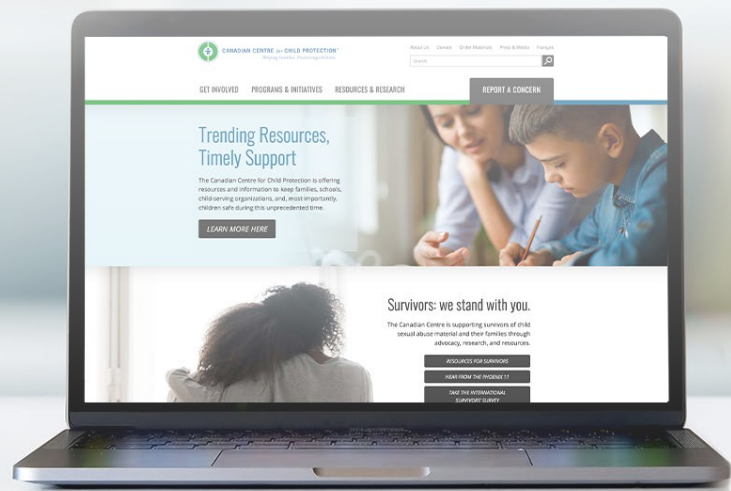 CANADIAN CENTRE for CHILD PROTECTION™
Helping families. Protecting children.
About Us Donate Order Materials Press & Media Français
Search
GET INVOLVED PROGRAMS & INITIATIVES RESOURCES & RESEARCH REPORT A CONCERN
Trending Resources,
Timely Support
The Canadian Centre for Child Protection is offering
resources and information to keep families, schools,
child-serving organizations, and, most importantly,
children safe during this unprecedented time.
LEARN MORE HERE
Survivors: we stand with you.
The Canadian Centre is supporting survivors of child
sexual abuse material and their families through
advocacy, research, and resources.
RESOURCES FOR SURVIVORS
HEAR FROM THE PHOENIX 11
TAKE THE INTERNATIONAL
SURVIVORS' SURVEY